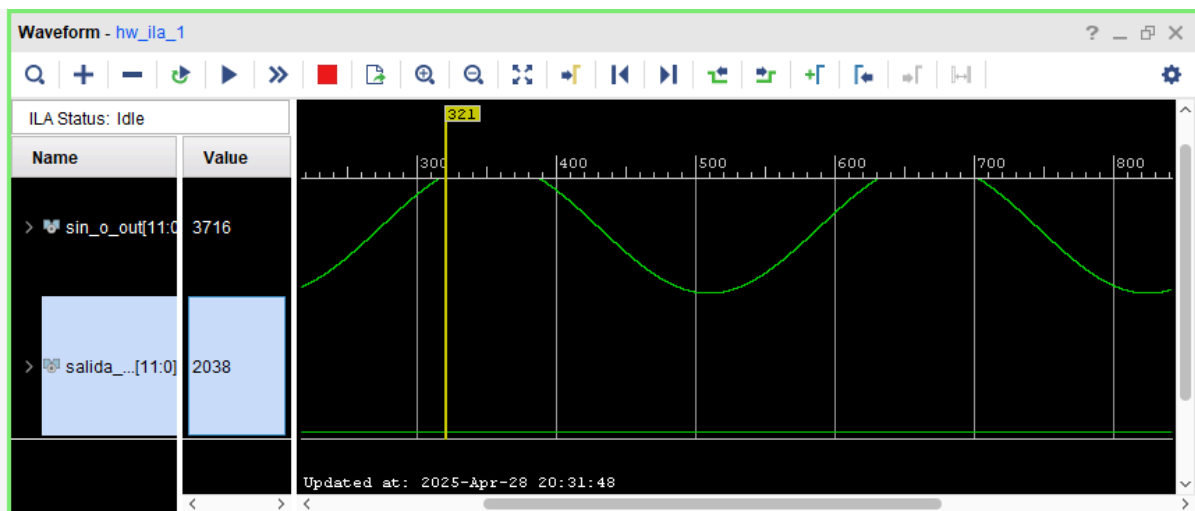 Waveform - hw_ila_1
ILA Status: Idle
Name Value
321
300 400 500 600 700 800
sin_o_out[11:0 3716
salida_...[11:0] 2038
Updated at: 2025-Apr-28 20:31:48